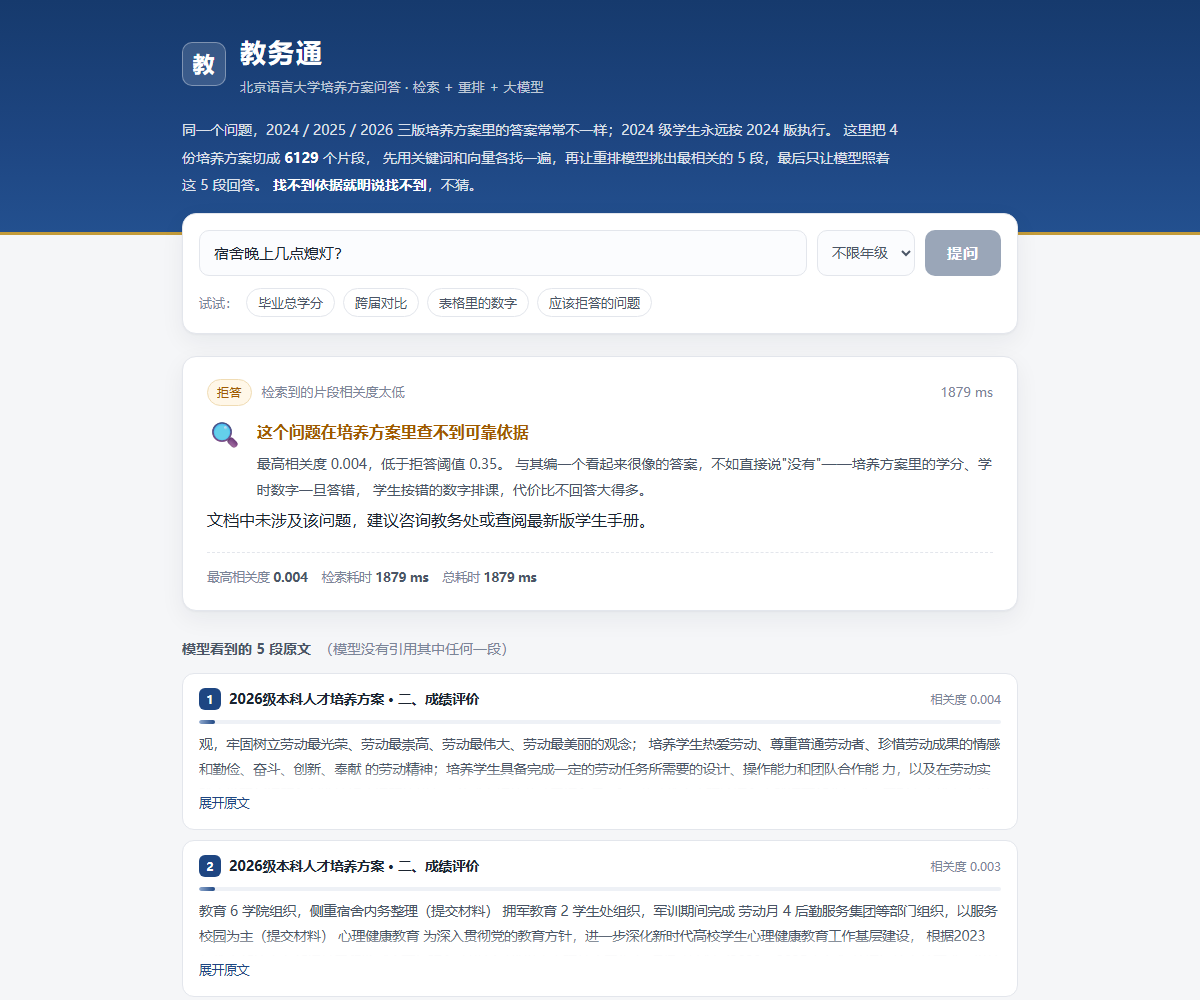 教
教务通
北京语言大学培养方案问答 · 检索 + 重排 + 大模型
同一个问题，2024 / 2025 / 2026 三版培养方案里的答案常常不一样；2024 级学生永远按 2024 版执行。 这里把 4
份培养方案切成 6129 个片段， 先用关键词和向量各找一遍，再让重排模型挑出最相关的 5 段，最后只让模型照着
这 5 段回答。 找不到依据就明说找不到，不猜。
宿舍晚上几点熄灯？
不限年级
提问
试试：
毕业总学分
跨届对比
表格里的数字
应该拒答的问题
拒答
检索到的片段相关度太低
1879 ms
这个问题在培养方案里查不到可靠依据
最高相关度 0.004，低于拒答阈值 0.35。 与其编一个看起来很像的答案，不如直接说"没有"——培养方案里的学分、学
时数字一旦答错， 学生按错的数字排课，代价比不回答大得多。
文档中未涉及该问题，建议咨询教务处或查阅最新版学生手册。
最高相关度 0.004 检索耗时 1879 ms 总耗时 1879 ms
模型看到的 5 段原文 （模型没有引用其中任何一段）
1 2026级本科人才培养方案 • 二、成绩评价
相关度 0.004
观，牢固树立劳动最光荣、劳动最崇高、劳动最伟大、劳动最美丽的观念； 培养学生热爱劳动、尊重普通劳动者、珍惜劳动成果的情感
和勤俭、奋斗、创新、奉献 的劳动精神；培养学生具备完成一定的劳动任务所需要的设计、操作能力和团队合作能 力，以及在劳动实
展开原文
2 2026级本科人才培养方案 • 二、成绩评价
相关度 0.003
教育 6 学院组织，侧重宿舍内务整理（提交材料） 拥军教育 2 学生处组织，军训期间完成 劳动月 4 后勤服务集团等部门组织，以服务
校园为主（提交材料） 心理健康教育 为深入贯彻党的教育方针，进一步深化新时代高校学生心理健康教育工作基层建设， 根据2023
展开原文